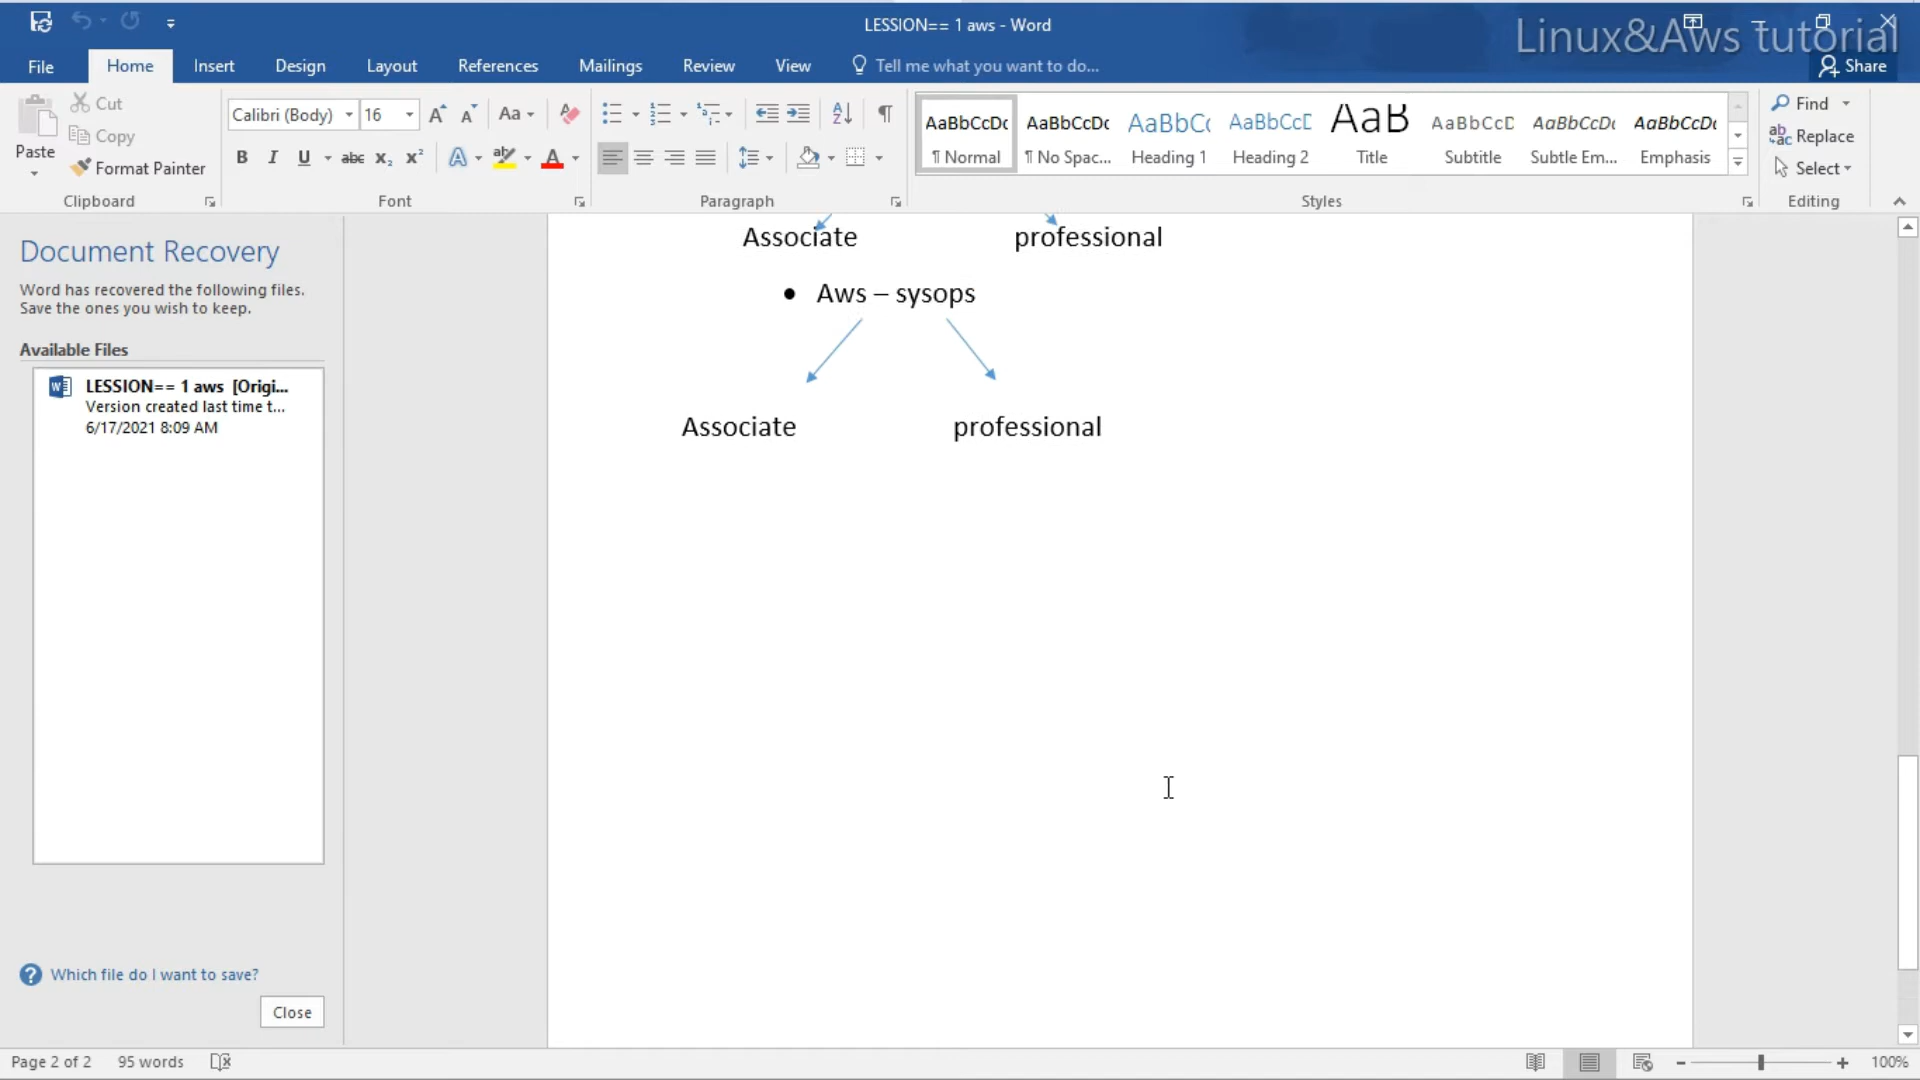 LESSION== 1 aws - Word
Linux&Aws tutorial
File Home Insert Design Layout References Mailings Review View Tell me what you want to do... Share
Paste
Cut
Copy
Format Painter
Clipboard
Calibri (Body) 16
Font
Paragraph
AaBbCcDc AaBbCcDc AaBbC AaBbCcD AaB AaBbCcD AaBbCcDc AaBbCcDc
¶ Normal ¶ No Spac... Heading 1 Heading 2 Title Subtitle Subtle Em... Emphasis
Styles
Find
Replace
Select
Editing
Document Recovery
Word has recovered the following files.
Save the ones you wish to keep.
Available Files
LESSION== 1 aws [Origi...
Version created last time t...
6/17/2021 8:09 AM
Which file do I want to save?
Close
Associate professional
• Aws – sysops
Associate professional
Page 2 of 2 95 words
100%